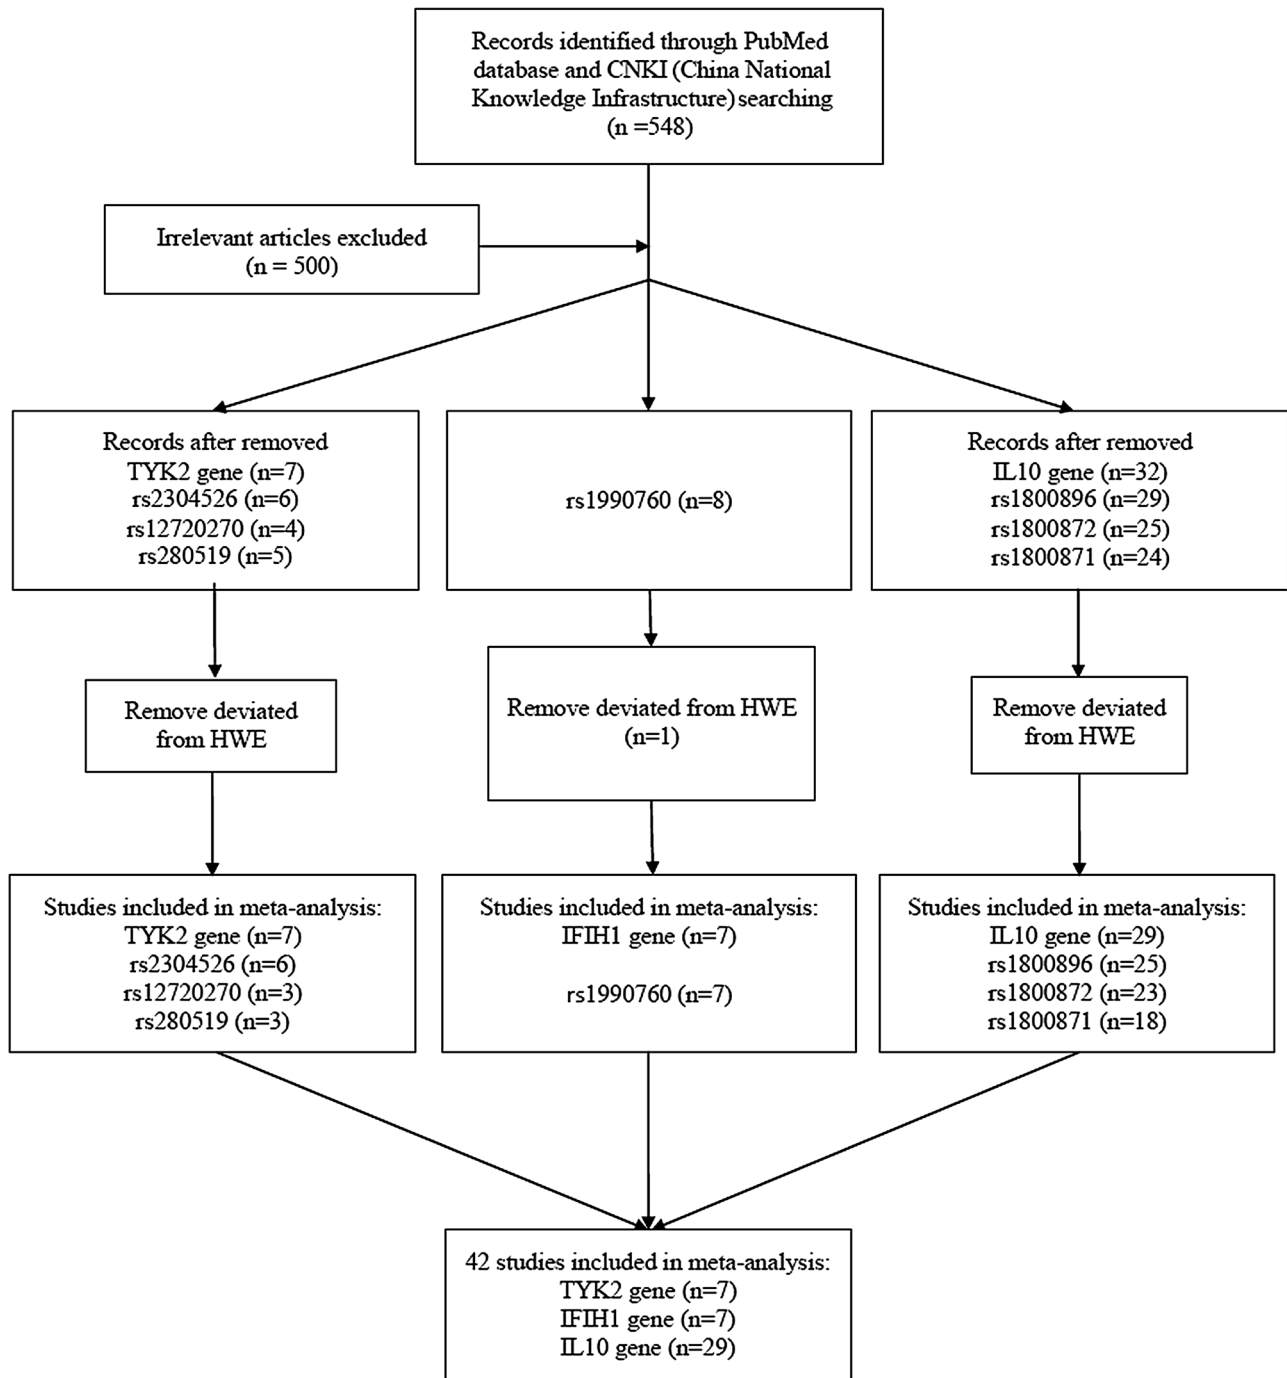 Records identified through PubMed
database and CNKI (China National
Knowledge Infrastructure) searching
(n =548)
Irrelevant articles excluded
(n = 500)
Records after removed
TYK2 gene (n=7)
rs2304526 (n=6)
rs12720270 (n=4)
rs280519 (n=5)
rs1990760 (n=8)
Records after removed
IL10 gene (n=32)
rs1800896 (n=29)
rs1800872 (n=25)
rs1800871 (n=24)
Remove deviated
from HWE
Remove deviated from HWE
(n=1)
Remove deviated
from HWE
Studies included in meta-analysis:
TYK2 gene (n=7)
rs2304526 (n=6)
rs12720270 (n=3)
rs280519 (n=3)
Studies included in meta-analysis:
IFIH1 gene (n=7)
rs1990760 (n=7)
Studies included in meta-analysis:
IL10 gene (n=29)
rs1800896 (n=25)
rs1800872 (n=23)
rs1800871 (n=18)
42 studies included in meta-analysis:
TYK2 gene (n=7)
IFIH1 gene (n=7)
IL10 gene (n=29)